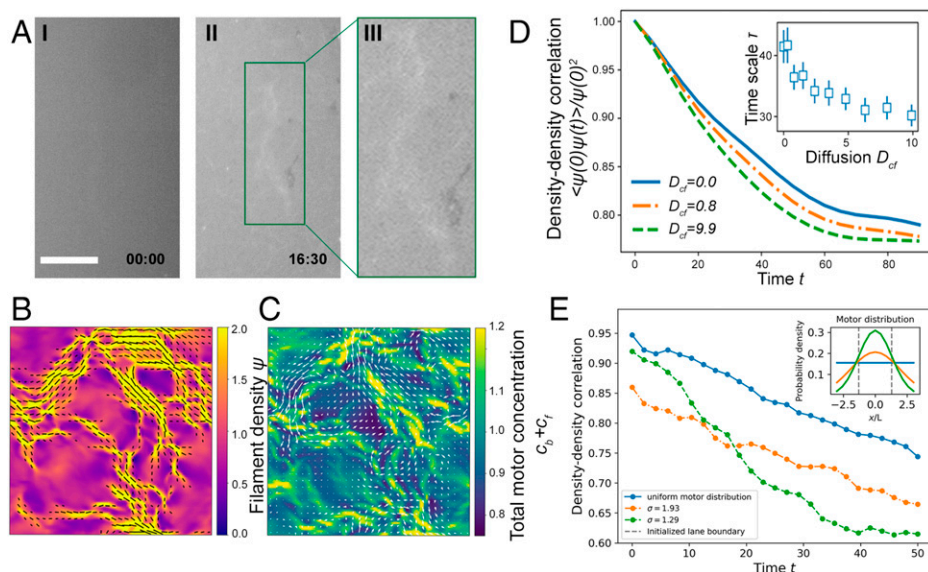 A
I
II
III
00:00
16:30
B
2.0
1.5
1.0
0.5
0.0
Filament density ψ
C
1.2
1.1
1.0
0.9
0.8
Total motor concentration
c_b+c_f
D
Density-density correlation
<ψ(0)ψ(t)>/ψ(0)²
1.00
0.95
0.90
0.85
0.80
D_cf=0.0
D_cf=0.8
D_cf=9.9
0 20 40 60 80
Time t
Time scale τ
40
30
0 5 10
Diffusion D_cf
E
Density-density correlation
0.95
0.90
0.85
0.80
0.75
0.70
0.65
0.60
uniform motor distribution
σ = 1.93
σ = 1.29
Initialized lane boundary
0 10 20 30 40 50
Time t
Motor distribution
Probability density
0.3
0.2
0.1
−2.5 0.0 2.5
x/L